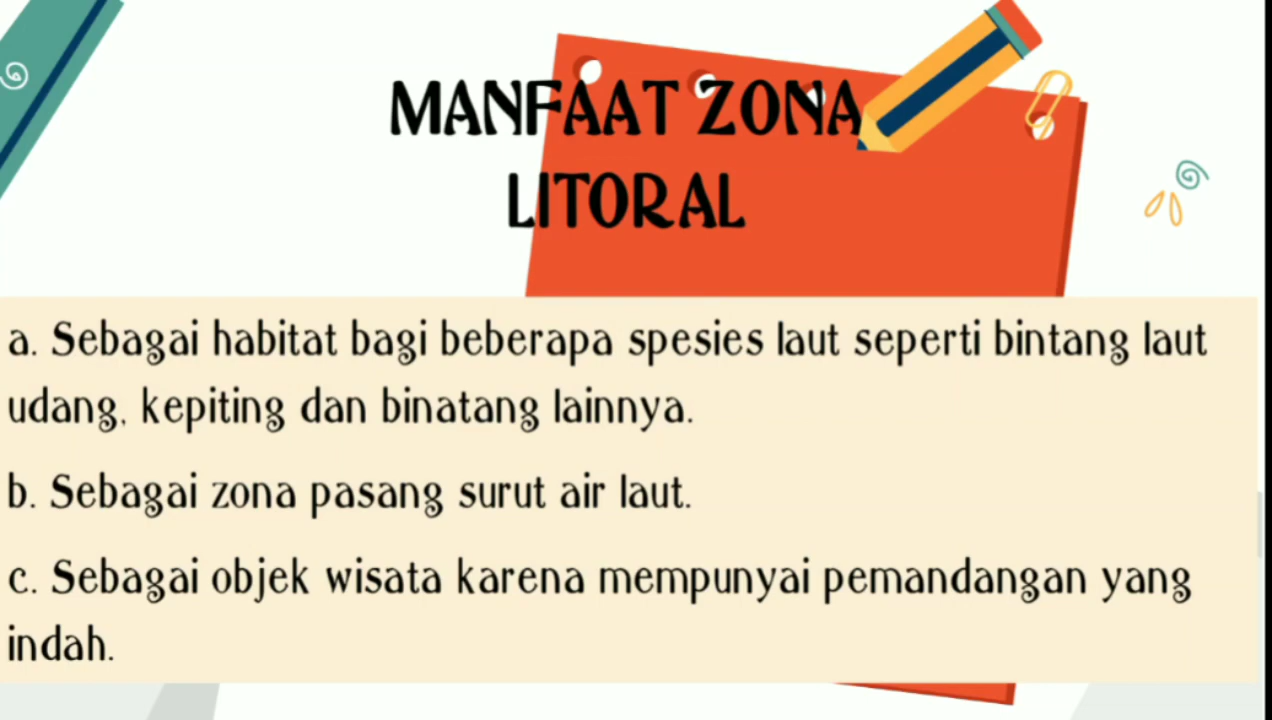 MANFAAT ZONA
LITORAL
a. Sebagai habitat bagi beberapa spesies laut seperti bintang laut
udang, kepiting dan binatang lainnya.
b. Sebagai zona pasang surut air laut.
c. Sebagai objek wisata karena mempunyai pemandangan yang
indah.